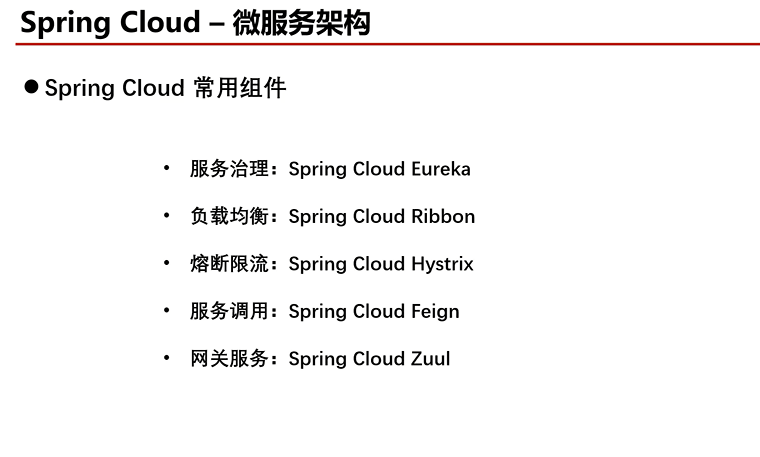 Spring Cloud – 微服务架构
● Spring Cloud 常用组件
• 服务治理：Spring Cloud Eureka
• 负载均衡：Spring Cloud Ribbon
• 熔断限流：Spring Cloud Hystrix
• 服务调用：Spring Cloud Feign
• 网关服务：Spring Cloud Zuul